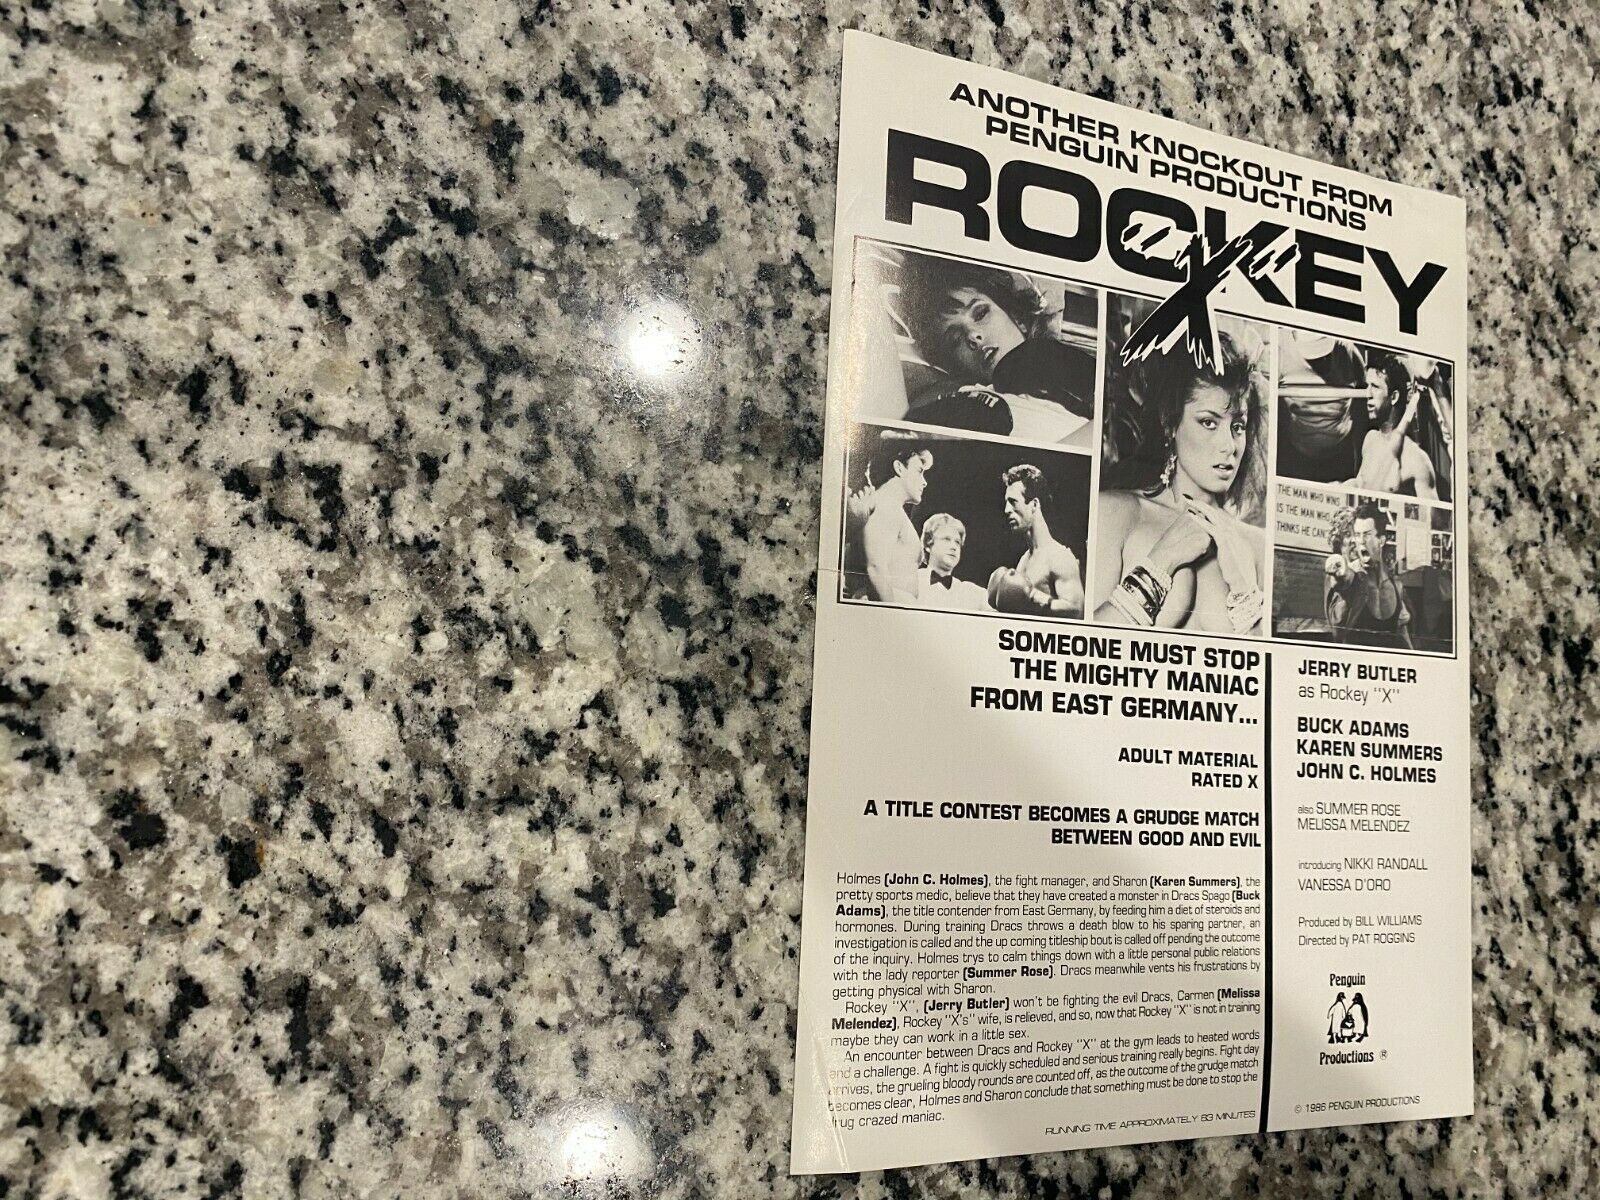 ANOTHER KNOCKOUT FROM
PENGUIN PRODUCTIONS
ROCKEY
X
THE MAN WHO WINS
IS THE MAN WHO
THINKS HE CAN
SOMEONE MUST STOP
THE MIGHTY MANIAC
FROM EAST GERMANY...
ADULT MATERIAL
RATED X
A TITLE CONTEST BECOMES A GRUDGE MATCH
BETWEEN GOOD AND EVIL
Holmes (John C. Holmes), the fight manager, and Sharon (Karen Summers), the
pretty sports medic, believe that they have created a monster in Dracs Spago (Buck
Adams), the title contender from East Germany, by feeding him a diet of steroids and
hormones. During training Dracs throws a death blow to his sparing partner, an
investigation is called and the up coming titleship bout is called off pending the outcome
of the inquiry. Holmes trys to calm things down with a little personal public relations
with the lady reporter (Summer Rose). Dracs meanwhile vents his frustrations by
getting physical with Sharon.
Rockey "X", (Jerry Butler) won't be fighting the evil Dracs, Carmen (Melissa
Melendez), Rockey "X's" wife, is relieved, and so, now that Rockey "X" is not in training
maybe they can work in a little sex.
An encounter between Dracs and Rockey "X" at the gym leads to heated words
and a challenge. A fight is quickly scheduled and serious training really begins. Fight day
arrives, the grueling bloody rounds are counted off, as the outcome of the grudge match
becomes clear, Holmes and Sharon conclude that something must be done to stop the
drug crazed maniac.
RUNNING TIME APPROXIMATELY 83 MINUTES
JERRY BUTLER
as Rockey "X"
BUCK ADAMS
KAREN SUMMERS
JOHN C. HOLMES
also SUMMER ROSE
MELISSA MELENDEZ
introducing NIKKI RANDALL
VANESSA D'ORO
Produced by BILL WILLIAMS
Directed by PAT ROGGINS
Penguin
Productions ®
© 1986 PENGUIN PRODUCTIONS